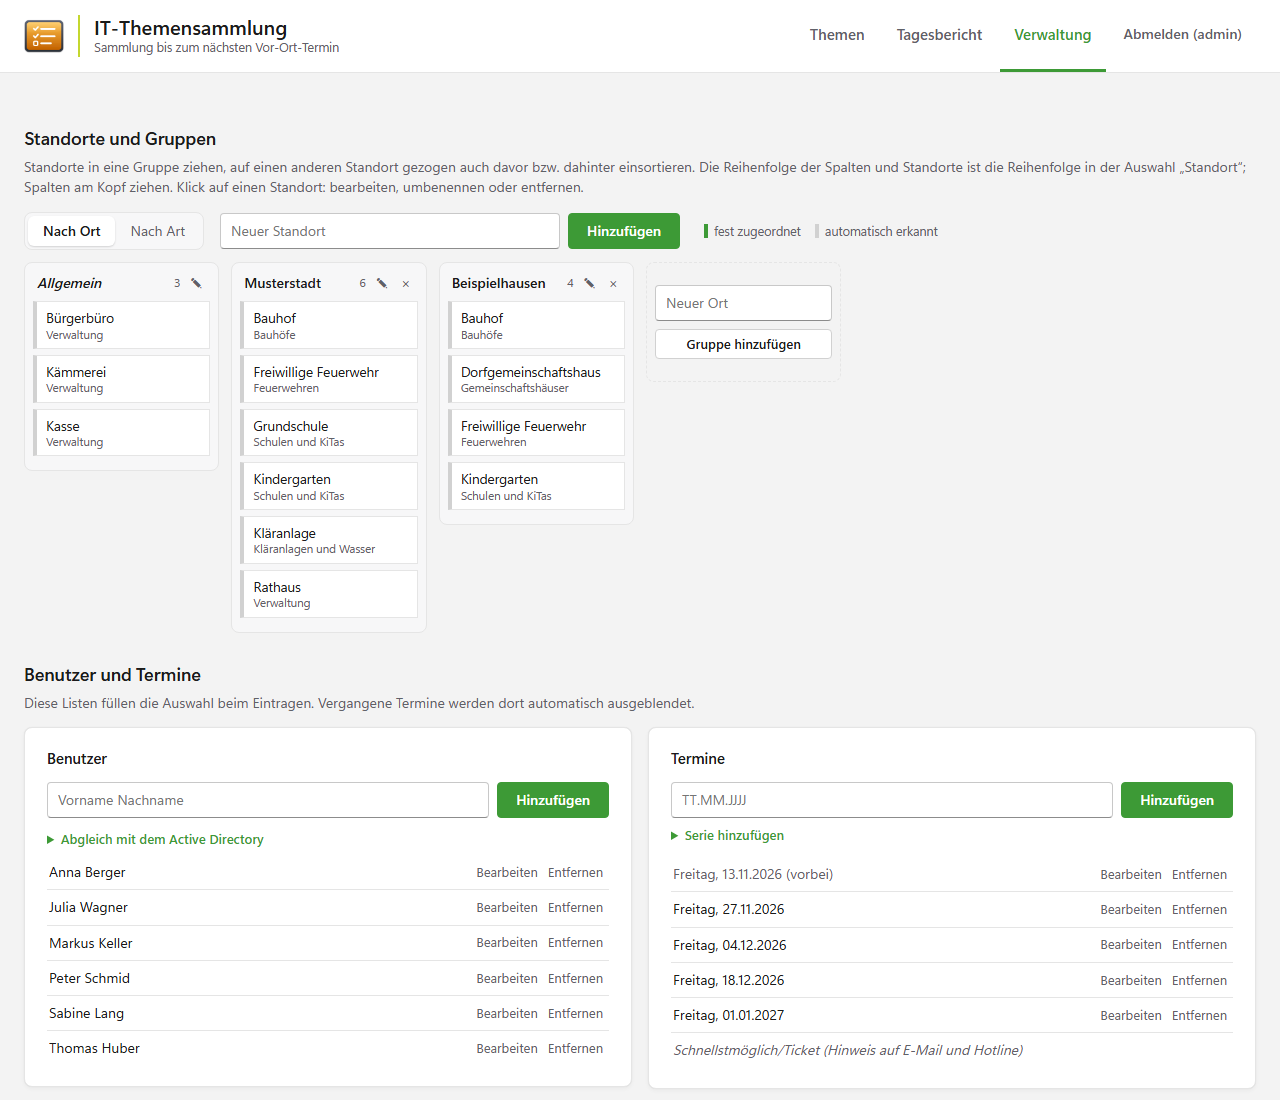 IT-Themensammlung
Sammlung bis zum nächsten Vor-Ort-Termin
Themen
Tagesbericht
Verwaltung
Abmelden (admin)
Standorte und Gruppen
Standorte in eine Gruppe ziehen, auf einen anderen Standort gezogen auch davor bzw. dahinter einsortieren. Die Reihenfolge der Spalten und Standorte ist die Reihenfolge in der Auswahl „Standort“;
Spalten am Kopf ziehen. Klick auf einen Standort: bearbeiten, umbenennen oder entfernen.
Nach Ort
Nach Art
Neuer Standort
Hinzufügen
fest zugeordnet
automatisch erkannt
Allgemein 3
Bürgerbüro
Verwaltung
Kämmerei
Verwaltung
Kasse
Verwaltung
Musterstadt 6 ×
Bauhof
Bauhöfe
Freiwillige Feuerwehr
Feuerwehren
Grundschule
Schulen und KiTas
Kindergarten
Schulen und KiTas
Kläranlage
Kläranlagen und Wasser
Rathaus
Verwaltung
Beispielhausen 4 ×
Bauhof
Bauhöfe
Dorfgemeinschaftshaus
Gemeinschaftshäuser
Freiwillige Feuerwehr
Feuerwehren
Kindergarten
Schulen und KiTas
Neuer Ort
Gruppe hinzufügen
Benutzer und Termine
Diese Listen füllen die Auswahl beim Eintragen. Vergangene Termine werden dort automatisch ausgeblendet.
Benutzer
Vorname Nachname
Hinzufügen
Abgleich mit dem Active Directory
Anna Berger Bearbeiten Entfernen
Julia Wagner Bearbeiten Entfernen
Markus Keller Bearbeiten Entfernen
Peter Schmid Bearbeiten Entfernen
Sabine Lang Bearbeiten Entfernen
Thomas Huber Bearbeiten Entfernen
Termine
TT.MM.JJJJ
Hinzufügen
Serie hinzufügen
Freitag, 13.11.2026 (vorbei) Bearbeiten Entfernen
Freitag, 27.11.2026 Bearbeiten Entfernen
Freitag, 04.12.2026 Bearbeiten Entfernen
Freitag, 18.12.2026 Bearbeiten Entfernen
Freitag, 01.01.2027 Bearbeiten Entfernen
Schnellstmöglich/Ticket (Hinweis auf E-Mail und Hotline)